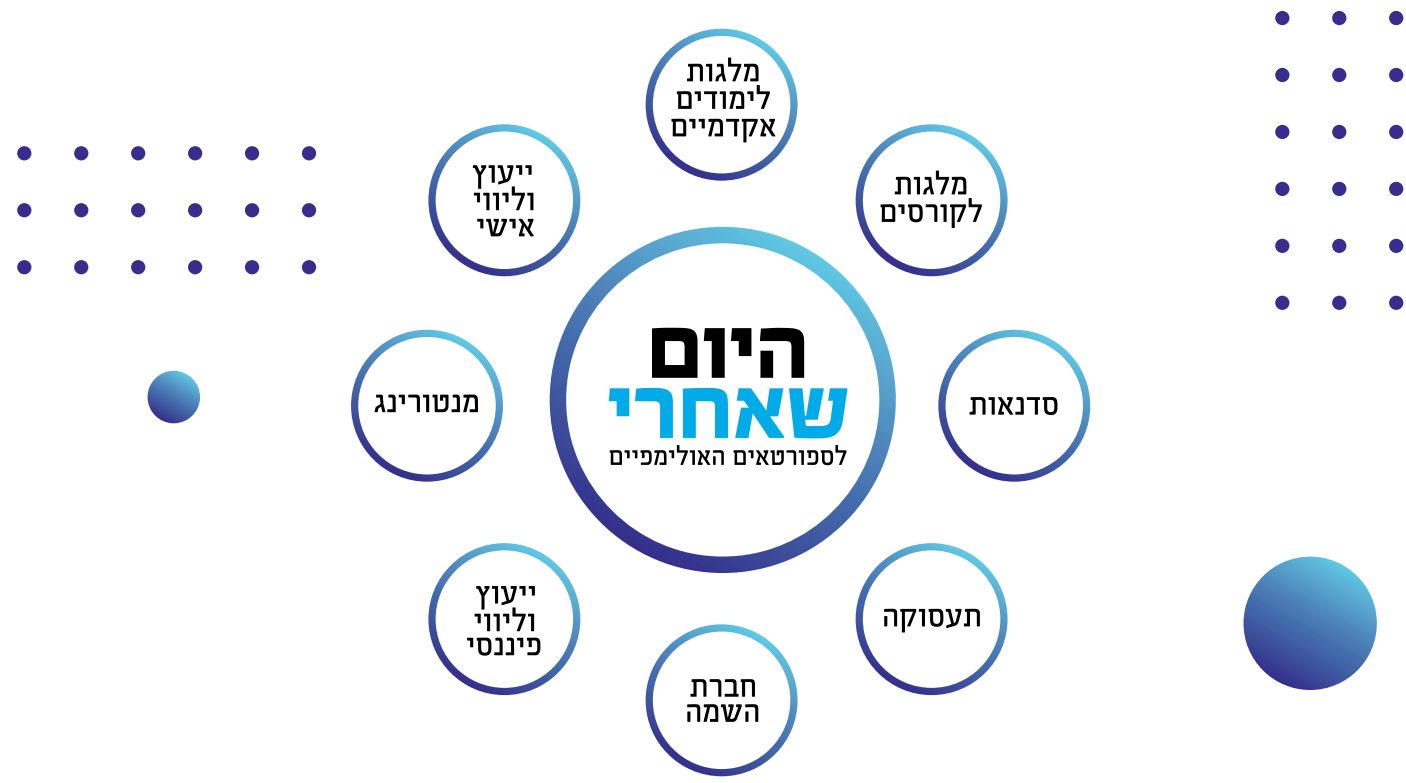 מלגות
לימודים
אקדמיים
מלגות
לקורסים
סדנאות
תעסוקה
חברת
השמה
ייעוץ
וליווי
פיננסי
מנטורינג
ייעוץ
וליווי
אישי
היום
שאחרי
לספורטאים האולימפיים